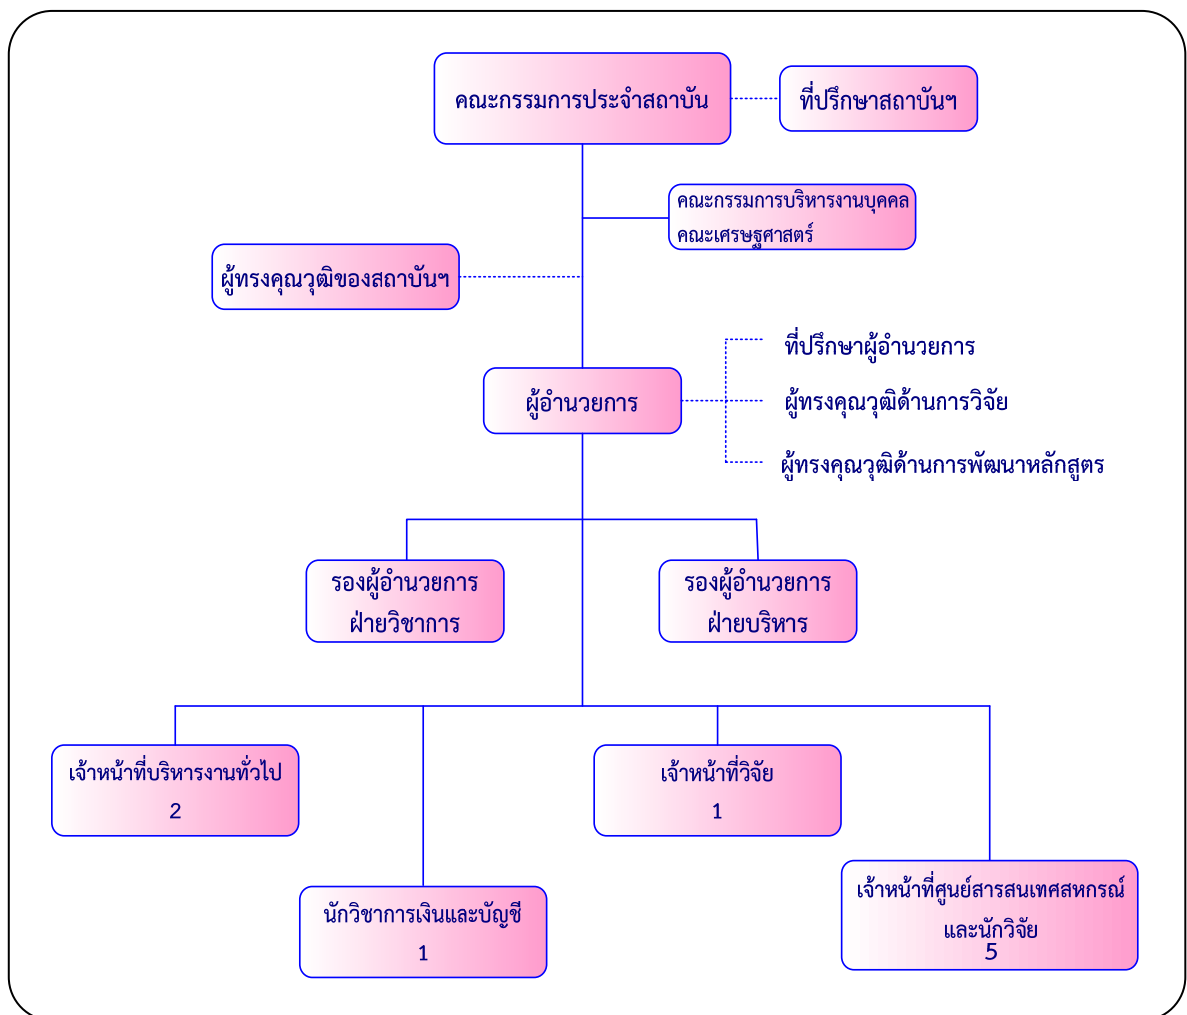 คณะกรรมการประจำสถาบัน
ที่ปรึกษาสถาบันฯ
คณะกรรมการบริหารงานบุคคล
คณะเศรษฐศาสตร์
ผู้ทรงคุณวุฒิของสถาบันฯ
ที่ปรึกษาผู้อำนวยการ
ผู้อำนวยการ
ผู้ทรงคุณวุฒิด้านการวิจัย
ผู้ทรงคุณวุฒิด้านการพัฒนาหลักสูตร
รองผู้อำนวยการ
ฝ่ายวิชาการ
รองผู้อำนวยการ
ฝ่ายบริหาร
เจ้าหน้าที่บริหารงานทั่วไป
2
เจ้าหน้าที่วิจัย
1
นักวิชาการเงินและบัญชี
1
เจ้าหน้าที่ศูนย์สารสนเทศสหกรณ์
และนักวิจัย
5